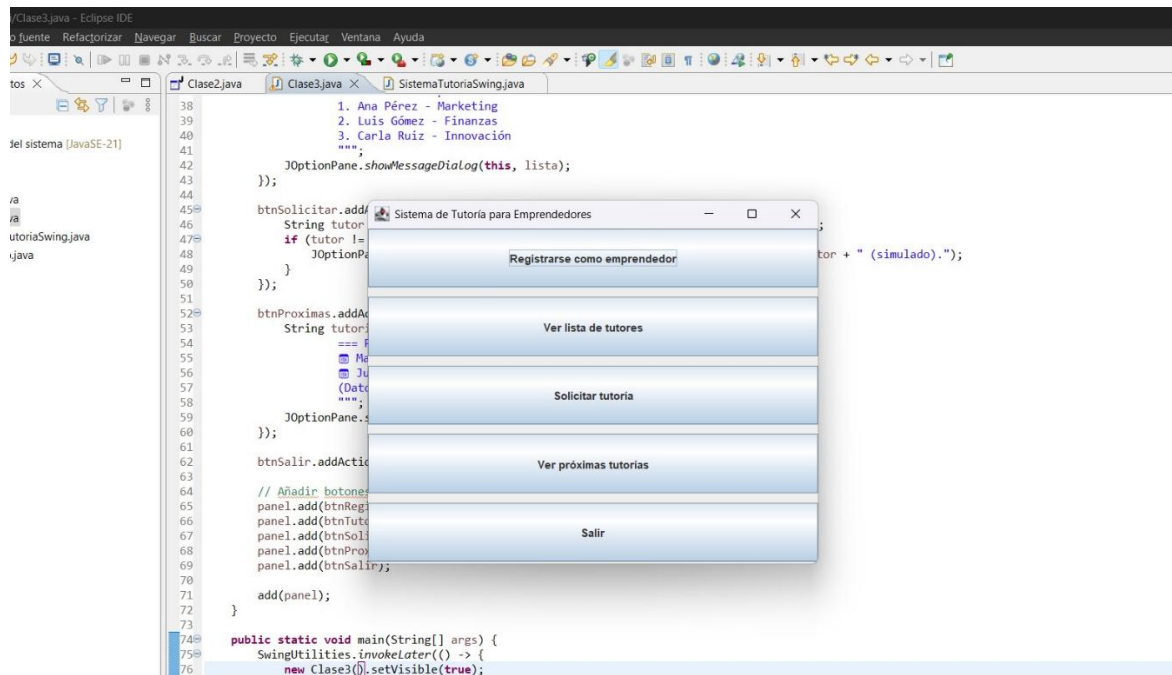 /Clase3.java - Eclipse IDE
o fuente Refactorizar Navegar Buscar Proyecto Ejecutar Ventana Ayuda
tos
Clase2.java Clase3.java SistemaTutoriaSwing.java
del sistema [JavaSE-21]
va
va
utoriaSwing.java
.java
38 1. Ana Pérez - Marketing
39 2. Luis Gómez - Finanzas
40 3. Carla Ruiz - Innovación
41 """;
42 JOptionPane.showMessageDialog(this, lista);
43 });
44
45 btnSolicitar.addA
46 String tutor ;
47 if (tutor !=
48 JOptionPa tor + " (simulado).");
49 }
50 });
51
52 btnProximas.addAc
53 String tutori
54 === P
55 Ma
56 Ju
57 (Dato
58 """;
59 JOptionPane.s
60 });
61
62 btnSalir.addActio
63
64 // Añadir botones
65 panel.add(btnRegi
66 panel.add(btnTuto
67 panel.add(btnSoli
68 panel.add(btnProx
69 panel.add(btnSalir);
70
71 add(panel);
72 }
73
74 public static void main(String[] args) {
75 SwingUtilities.invokeLater(() -> {
76 new Clase3().setVisible(true);
Sistema de Tutoría para Emprendedores
Registrarse como emprendedor
Ver lista de tutores
Solicitar tutoría
Ver próximas tutorías
Salir